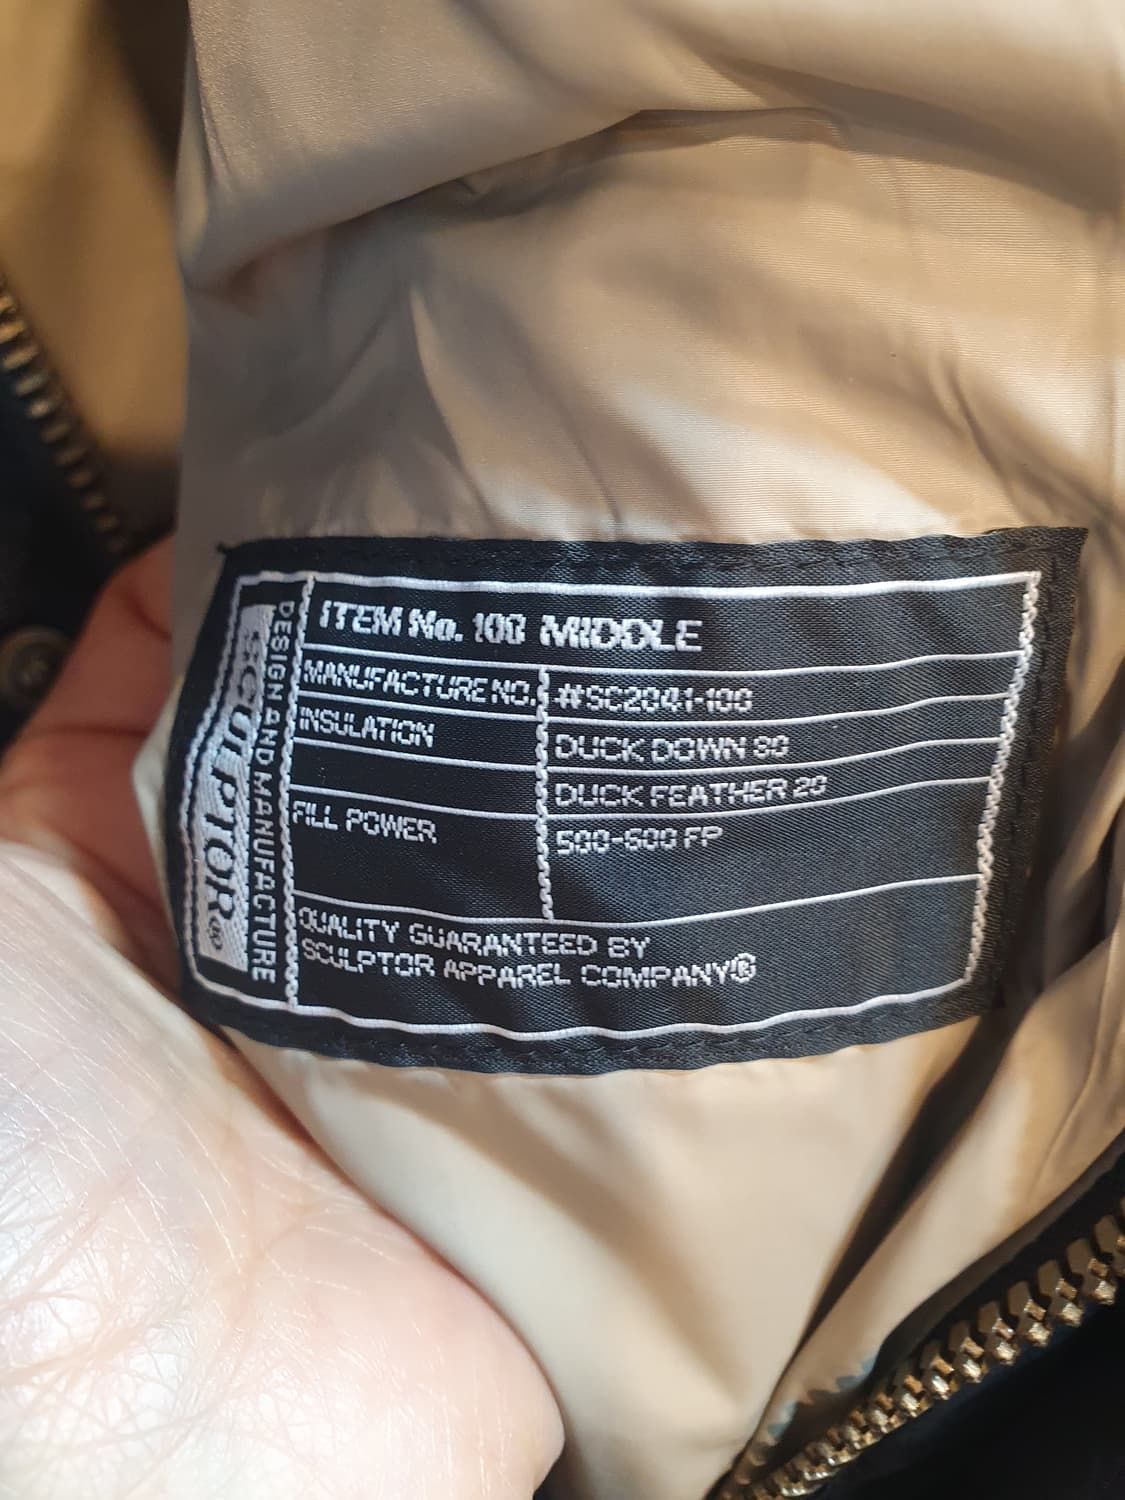 ITEM No. 100 MIDDLE
MANUFACTURE NO. #SC2041-100
INSULATION DUCK DOWN 80
DUCK FEATHER 20
FILL POWER 500-600 FP
QUALITY GUARANTEED BY
SCULPTOR APPAREL COMPANY®
SCULPTOR®
DESIGN AND MANUFACTURE